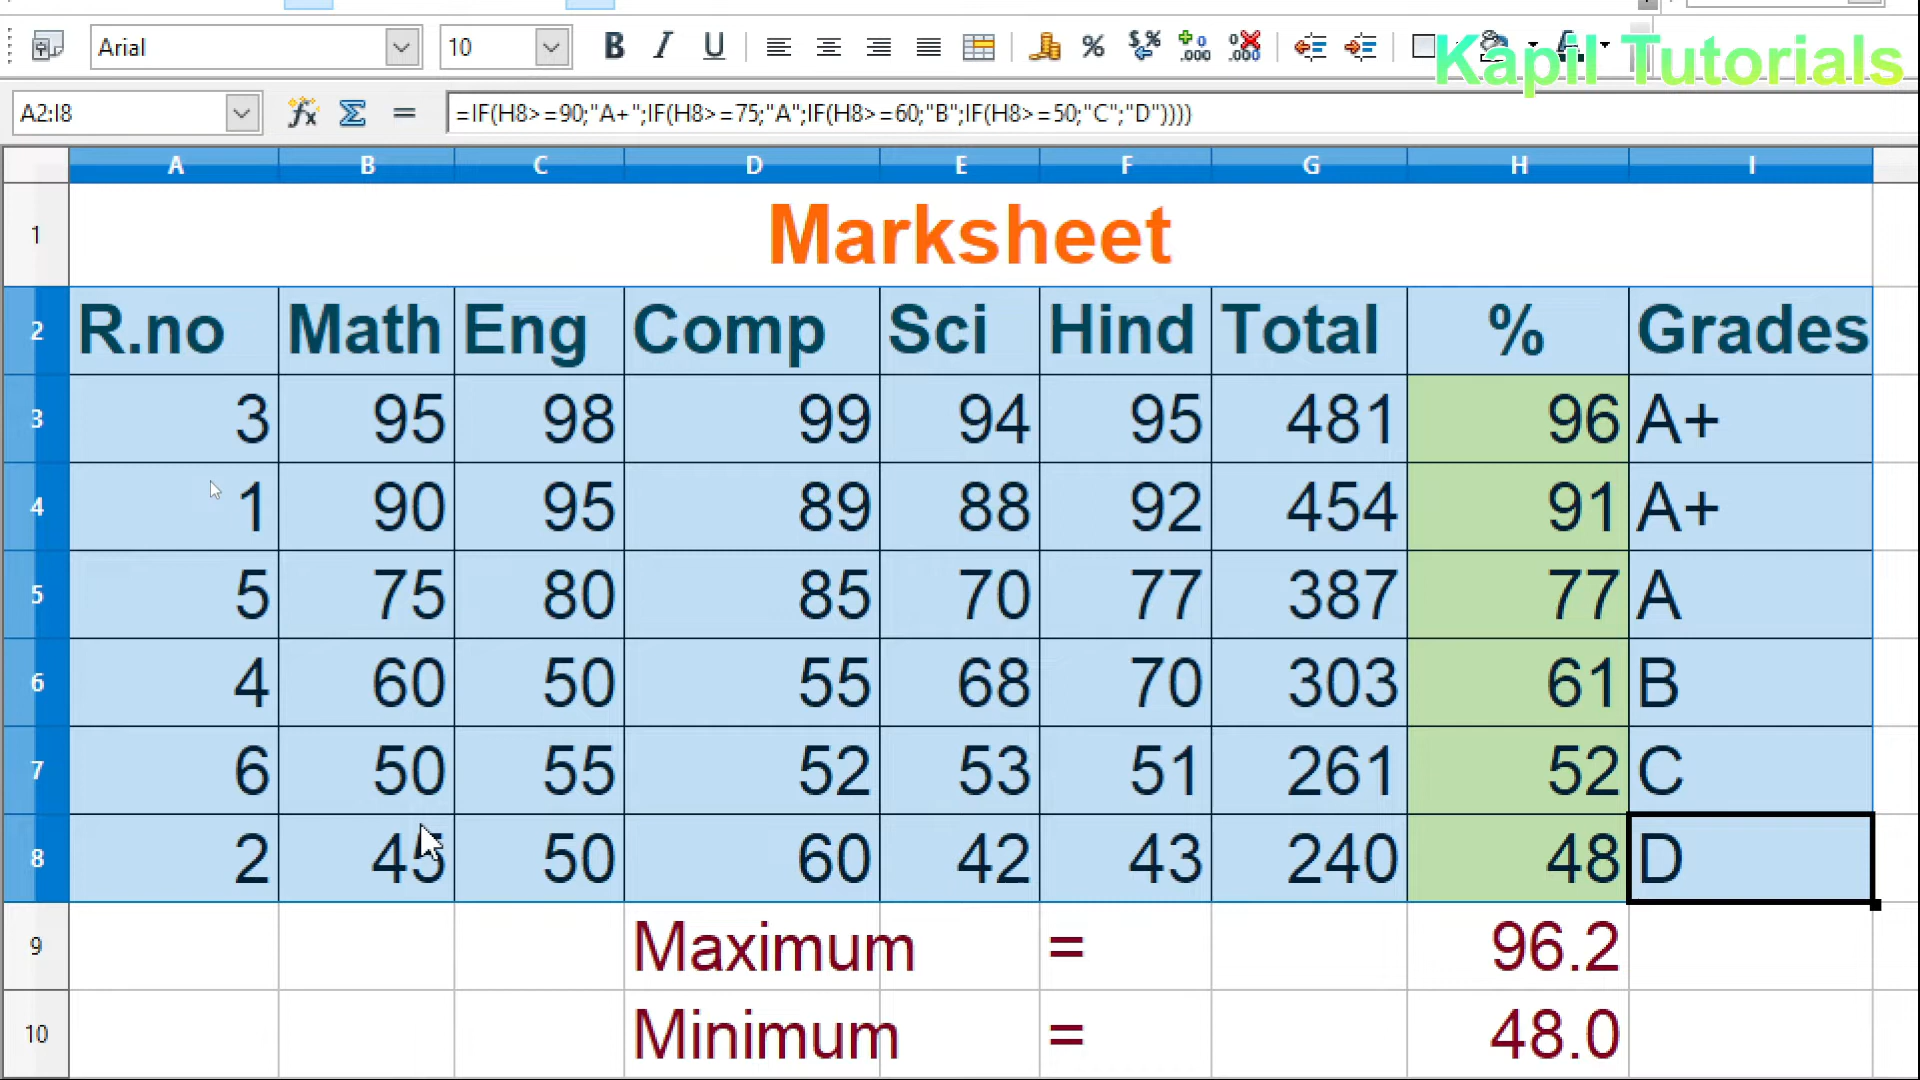 Arial 10 B I U % $% .000 .000
Kapil Tutorials
A2:I8 fx Σ = =IF(H8>=90;"A+";IF(H8>=75;"A";IF(H8>=60;"B";IF(H8>=50;"C";"D"))))
A B C D E F G H I
1 Marksheet
2 R.no Math Eng Comp Sci Hind Total % Grades
3 3 95 98 99 94 95 481 96 A+
4 1 90 95 89 88 92 454 91 A+
5 5 75 80 85 70 77 387 77 A
6 4 60 50 55 68 70 303 61 B
7 6 50 55 52 53 51 261 52 C
8 2 45 50 60 42 43 240 48 D
9 Maximum = 96.2
10 Minimum = 48.0